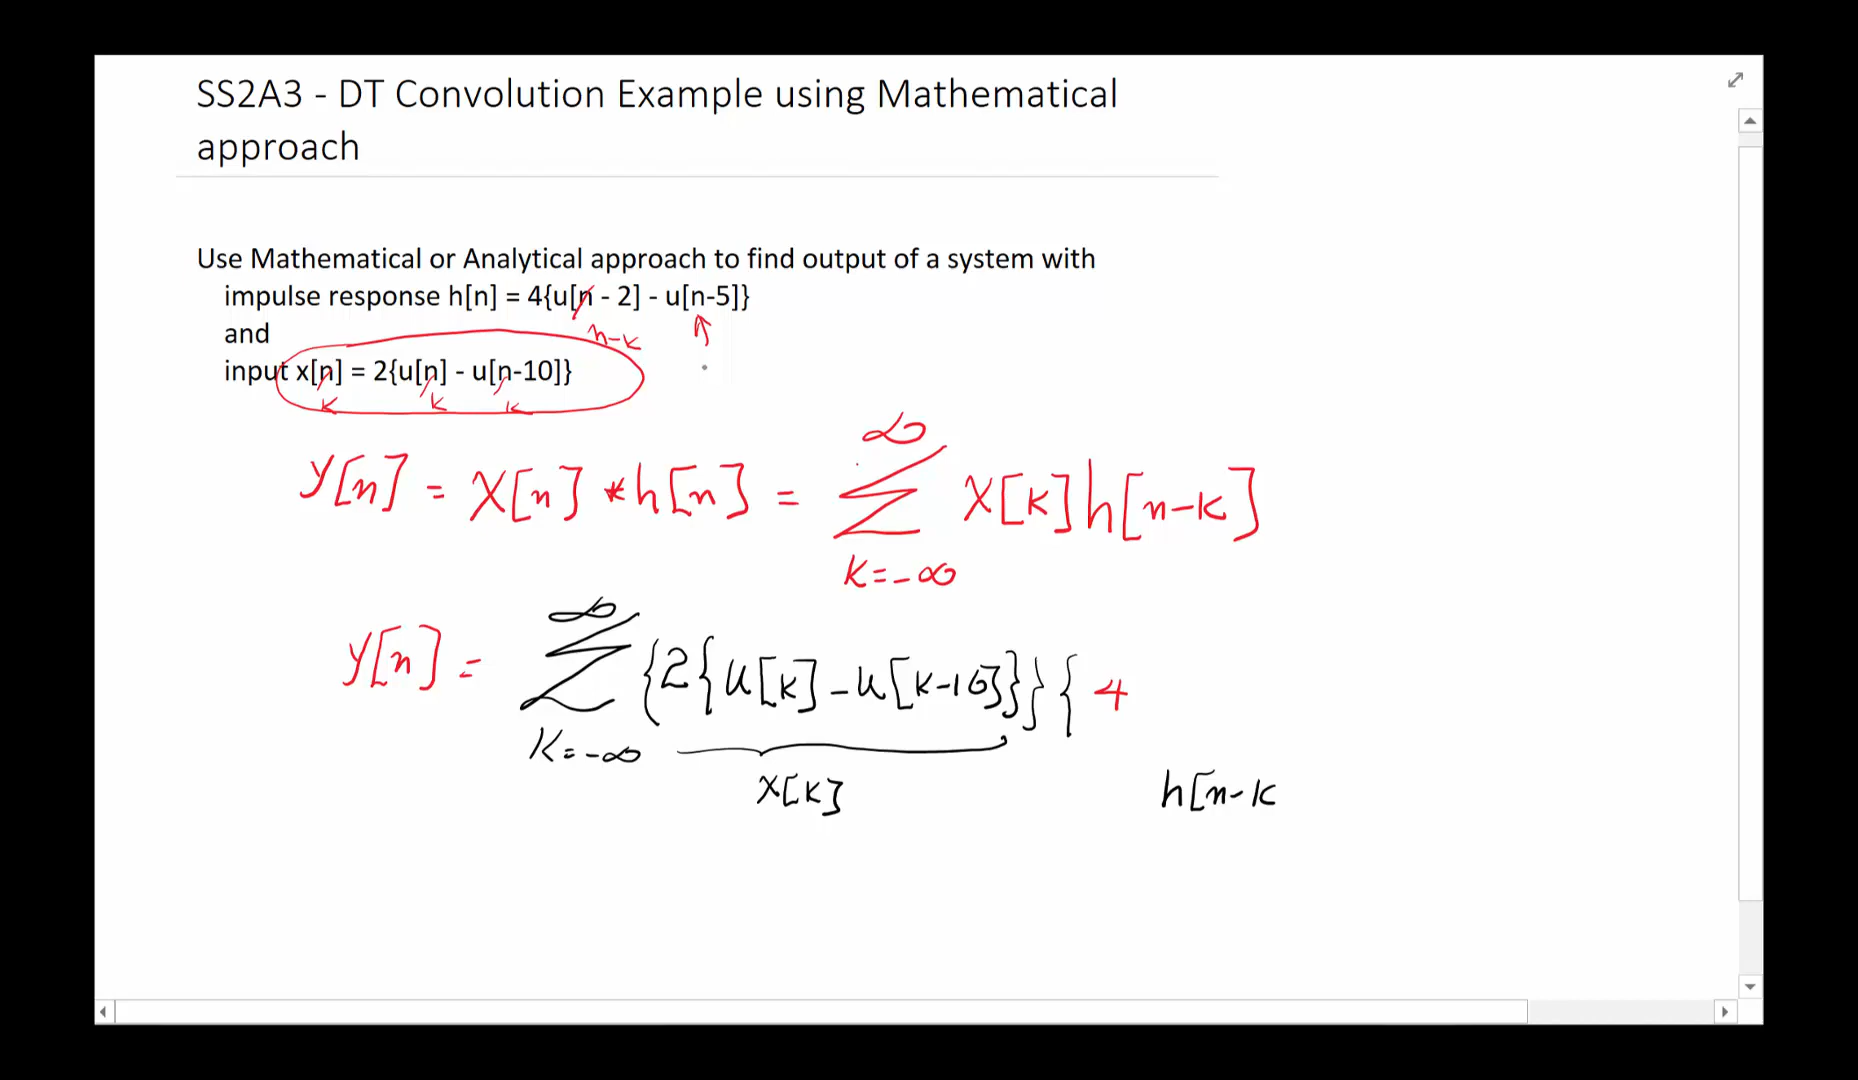 SS2A3 - DT Convolution Example using Mathematical
approach
Use Mathematical or Analytical approach to find output of a system with
impulse response h[n] = 4{u[n - 2] - u[n-5]}
n-k
and
input x[n] = 2{u[n] - u[n-10]}
k k k
y[n] = x[n] * h[n] = ∞ Σ k=-∞ x[k] h[n-k]
y[n] = ∞ Σ k=-∞ {2{u[k] - u[k-10]}}{ 4
x[k] h[n-k